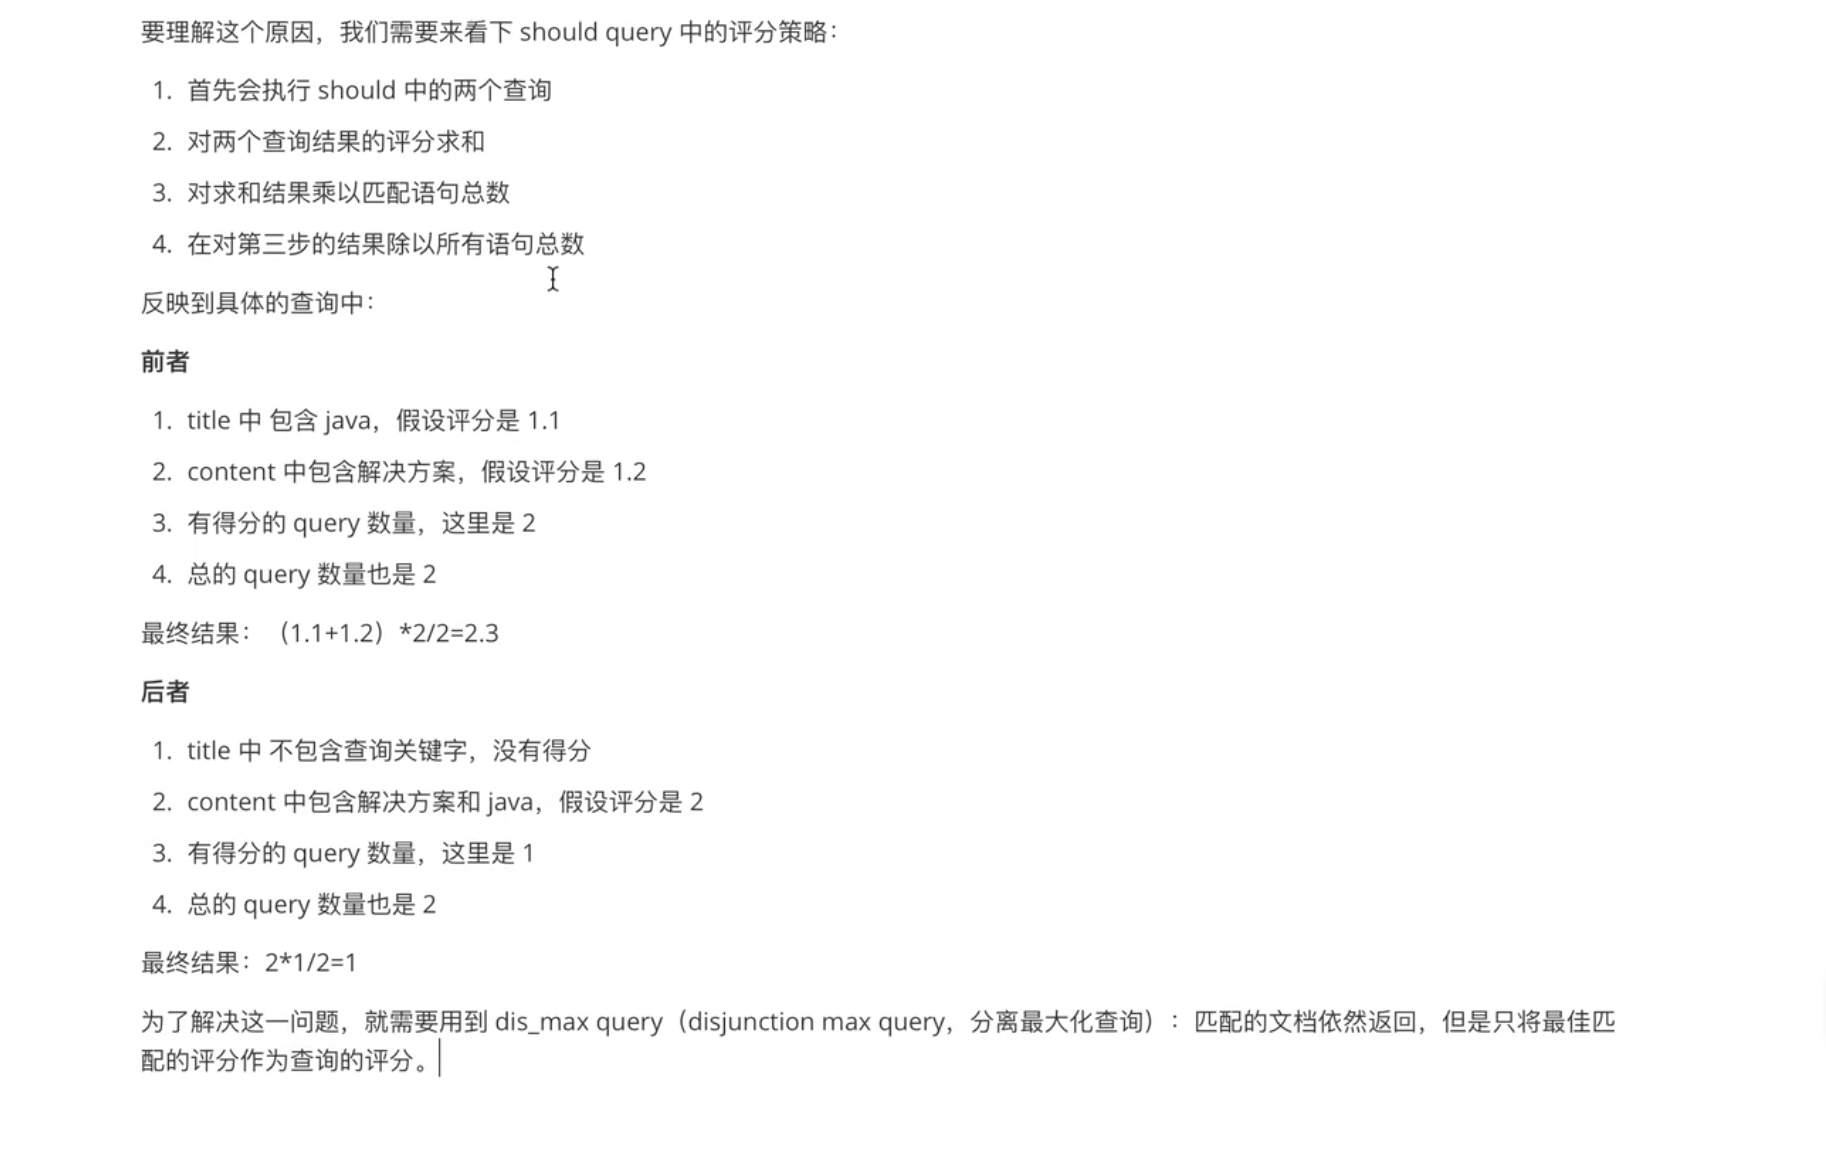 要理解这个原因，我们需要来看下 should query 中的评分策略：
1. 首先会执行 should 中的两个查询
2. 对两个查询结果的评分求和
3. 对求和结果乘以匹配语句总数
4. 在对第三步的结果除以所有语句总数
反映到具体的查询中：
前者
1. title 中 包含 java，假设评分是 1.1
2. content 中包含解决方案，假设评分是 1.2
3. 有得分的 query 数量，这里是 2
4. 总的 query 数量也是 2
最终结果：（1.1+1.2）*2/2=2.3
后者
1. title 中 不包含查询关键字，没有得分
2. content 中包含解决方案和 java，假设评分是 2
3. 有得分的 query 数量，这里是 1
4. 总的 query 数量也是 2
最终结果：2*1/2=1
为了解决这一问题，就需要用到 dis_max query（disjunction max query，分离最大化查询）：匹配的文档依然返回，但是只将最佳匹
配的评分作为查询的评分。